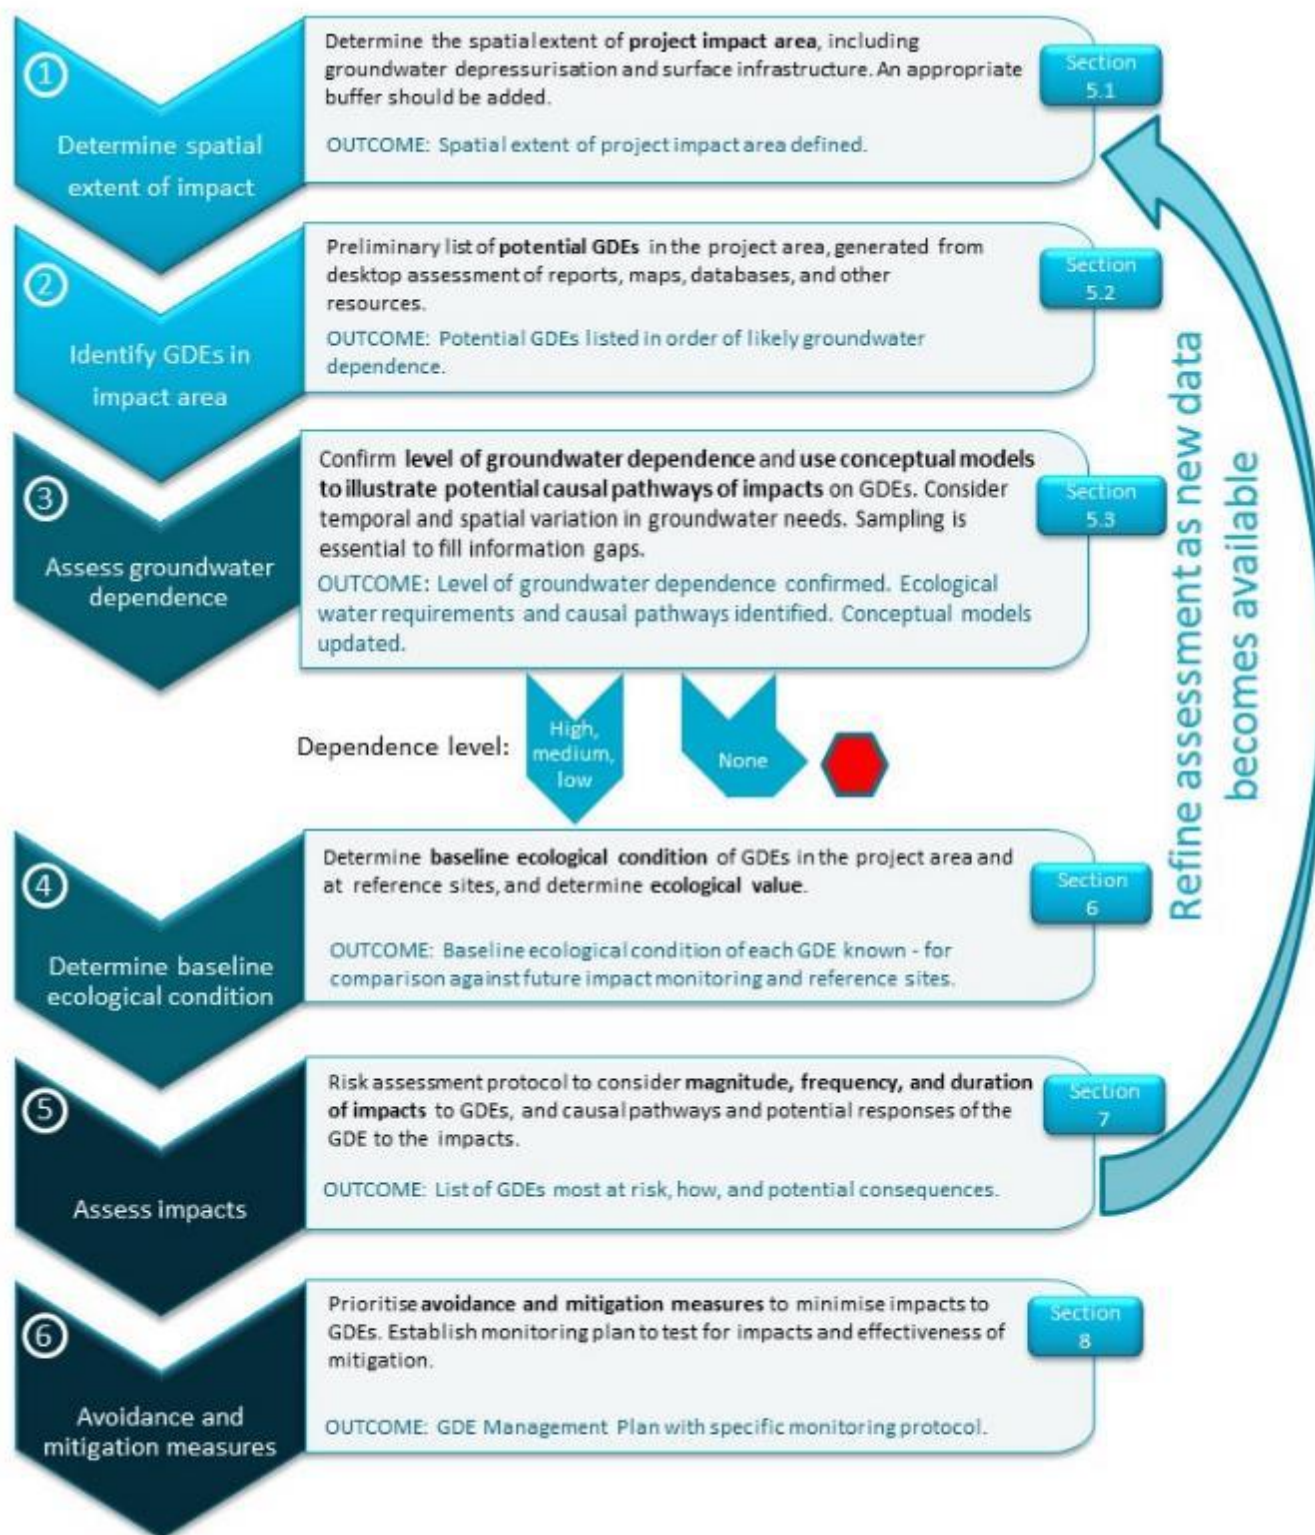 1
Determine spatial
extent of impact
Determine the spatial extent of project impact area, including
groundwater depressurisation and surface infrastructure. An appropriate
buffer should be added.
OUTCOME: Spatial extent of project impact area defined.
Section
5.1
2
Identify GDEs in
impact area
Preliminary list of potential GDEs in the project area, generated from
desktop assessment of reports, maps, databases, and other
resources.
OUTCOME: Potential GDEs listed in order of likely groundwater
dependence.
Section
5.2
3
Assess groundwater
dependence
Confirm level of groundwater dependence and use conceptual models
to illustrate potential causal pathways of impacts on GDEs. Consider
temporal and spatial variation in groundwater needs. Sampling is
essential to fill information gaps.
OUTCOME: Level of groundwater dependence confirmed. Ecological
water requirements and causal pathways identified. Conceptual models
updated.
Section
5.3
Dependence level:
High,
medium,
low
None
4
Determine baseline
ecological condition
Determine baseline ecological condition of GDEs in the project area and
at reference sites, and determine ecological value.
OUTCOME: Baseline ecological condition of each GDE known - for
comparison against future impact monitoring and reference sites.
Section
6
5
Assess impacts
Risk assessment protocol to consider magnitude, frequency, and duration
of impacts to GDEs, and causal pathways and potential responses of the
GDE to the impacts.
OUTCOME: List of GDEs most at risk, how, and potential consequences.
Section
7
6
Avoidance and
mitigation measures
Prioritise avoidance and mitigation measures to minimise impacts to
GDEs. Establish monitoring plan to test for impacts and effectiveness of
mitigation.
OUTCOME: GDE Management Plan with specific monitoring protocol.
Section
8
Refine assessment as new data
becomes available